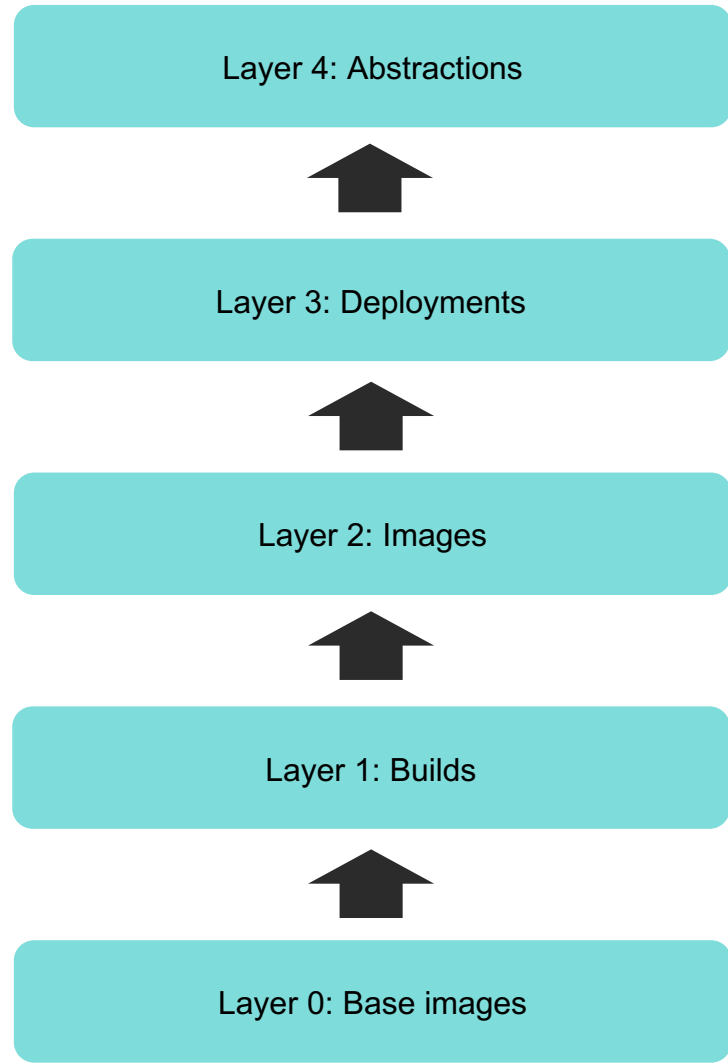 Layer 4: Abstractions
Layer 3: Deployments
Layer 2: Images
Layer 1: Builds
Layer 0: Base images